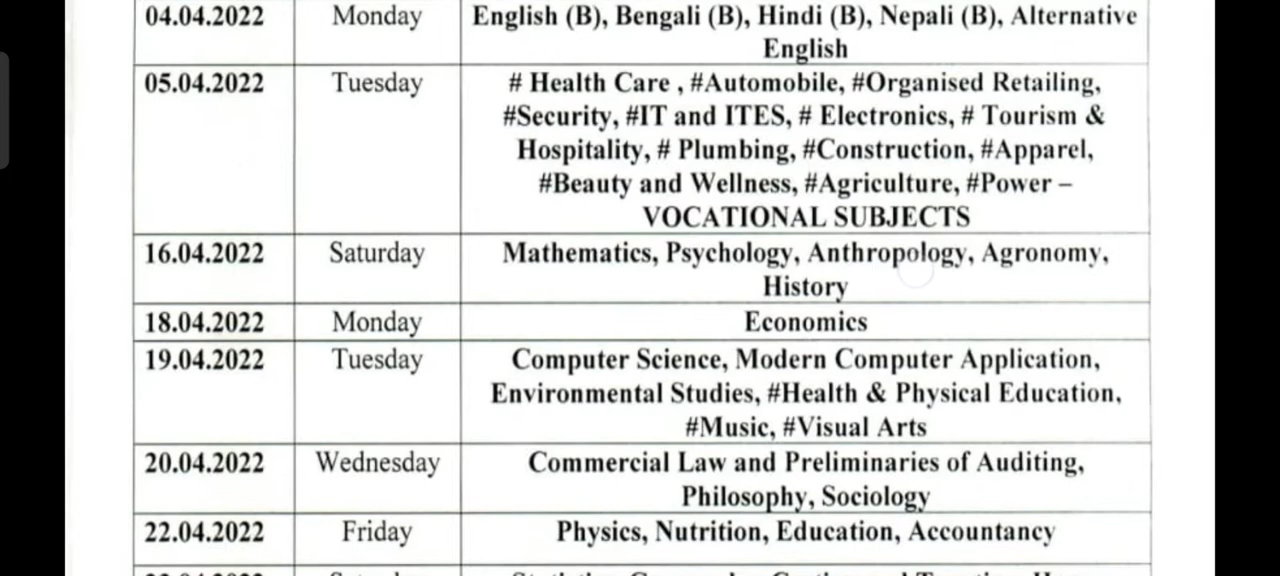 04.04.2022 Monday English (B), Bengali (B), Hindi (B), Nepali (B), Alternative
English
05.04.2022 Tuesday # Health Care , #Automobile, #Organised Retailing,
#Security, #IT and ITES, # Electronics, # Tourism &
Hospitality, # Plumbing, #Construction, #Apparel,
#Beauty and Wellness, #Agriculture, #Power –
VOCATIONAL SUBJECTS
16.04.2022 Saturday Mathematics, Psychology, Anthropology, Agronomy,
History
18.04.2022 Monday Economics
19.04.2022 Tuesday Computer Science, Modern Computer Application,
Environmental Studies, #Health & Physical Education,
#Music, #Visual Arts
20.04.2022 Wednesday Commercial Law and Preliminaries of Auditing,
Philosophy, Sociology
22.04.2022 Friday Physics, Nutrition, Education, Accountancy